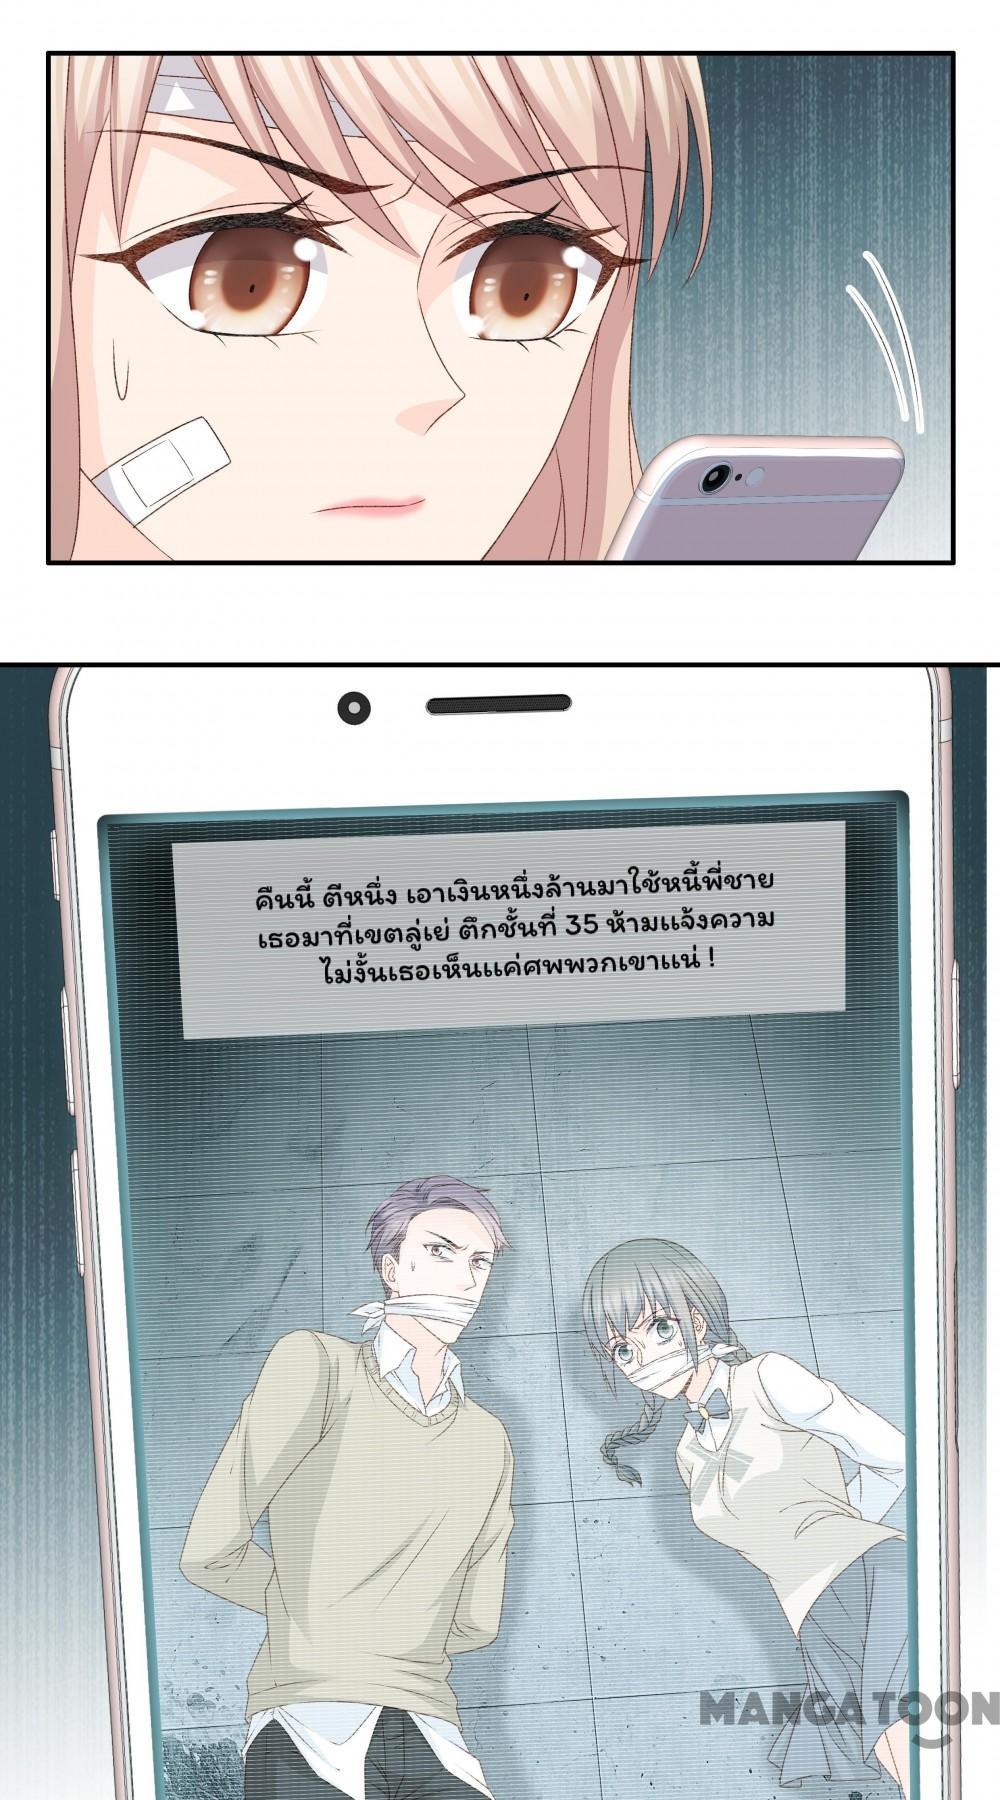 คืนนี้ ตีหนึ่ง เอาเงินหนึ่งล้านมาใช้หนี้พี่ชาย
เธอมาที่เขตลู่เย่ ตึกชั้นที่ 35 ห้ามแจ้งความ
ไม่งั้นเธอเห็นแค่ศพพวกเขาแน่ !
MANGATOON